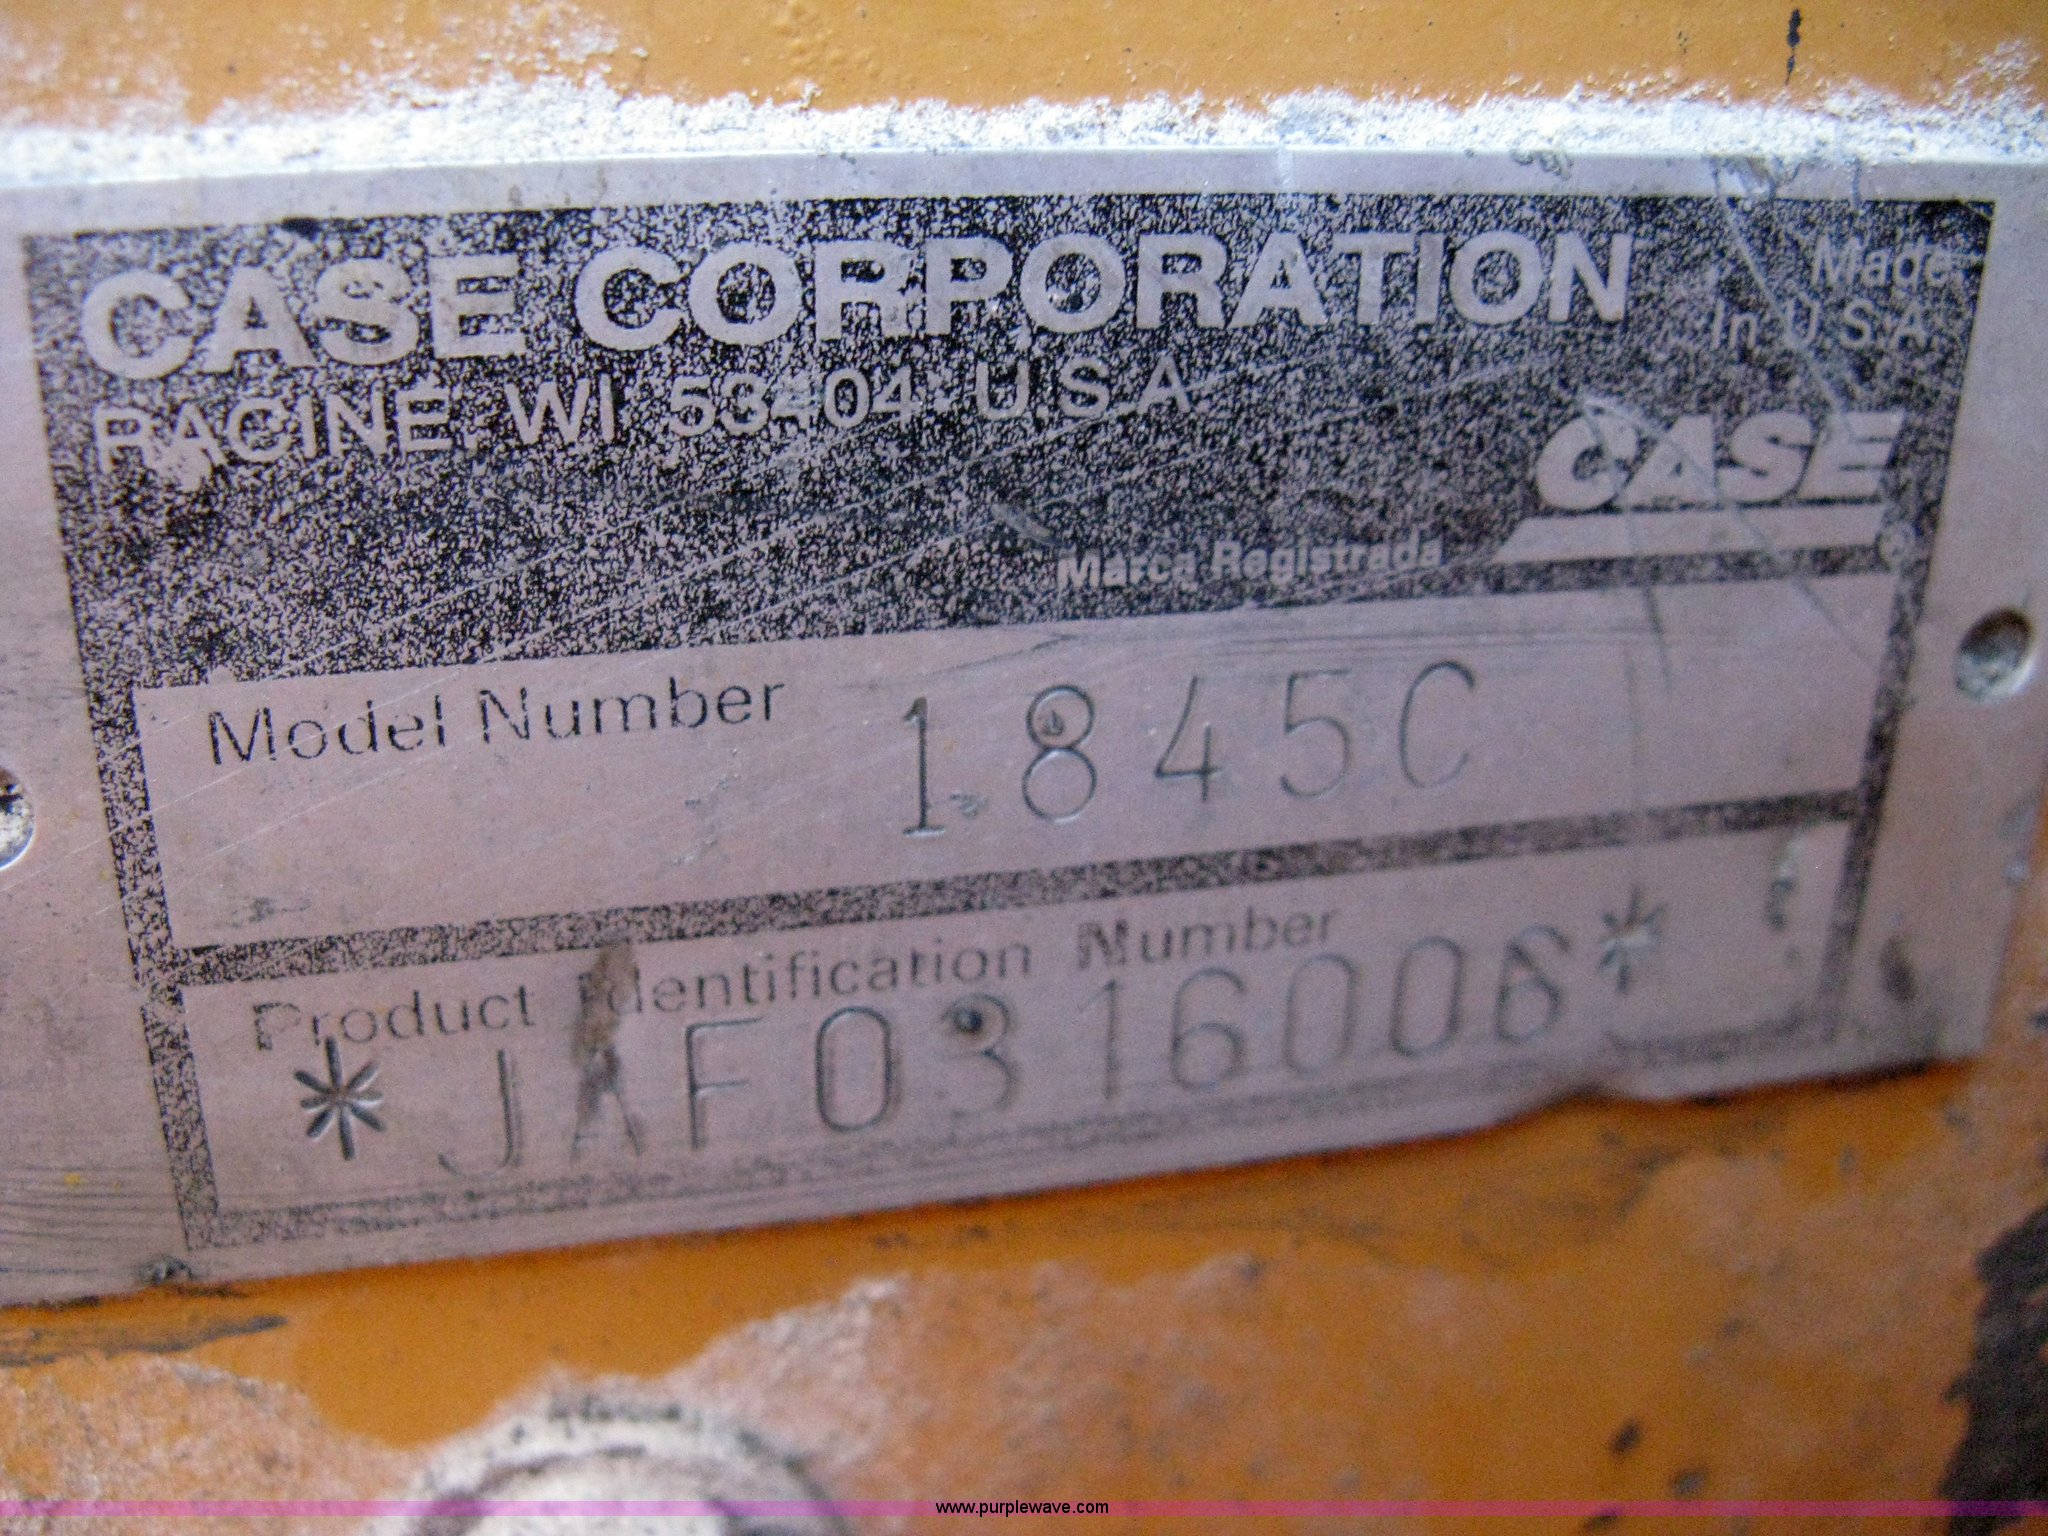 CASE CORPORATION
RACINE, WI 53404 U.S.A.
Made
In U.S.A.
CASE
Marca Registrada ®
Model Number 1845C
Product Identification Number
*JAF0316006*
www.purplewave.com